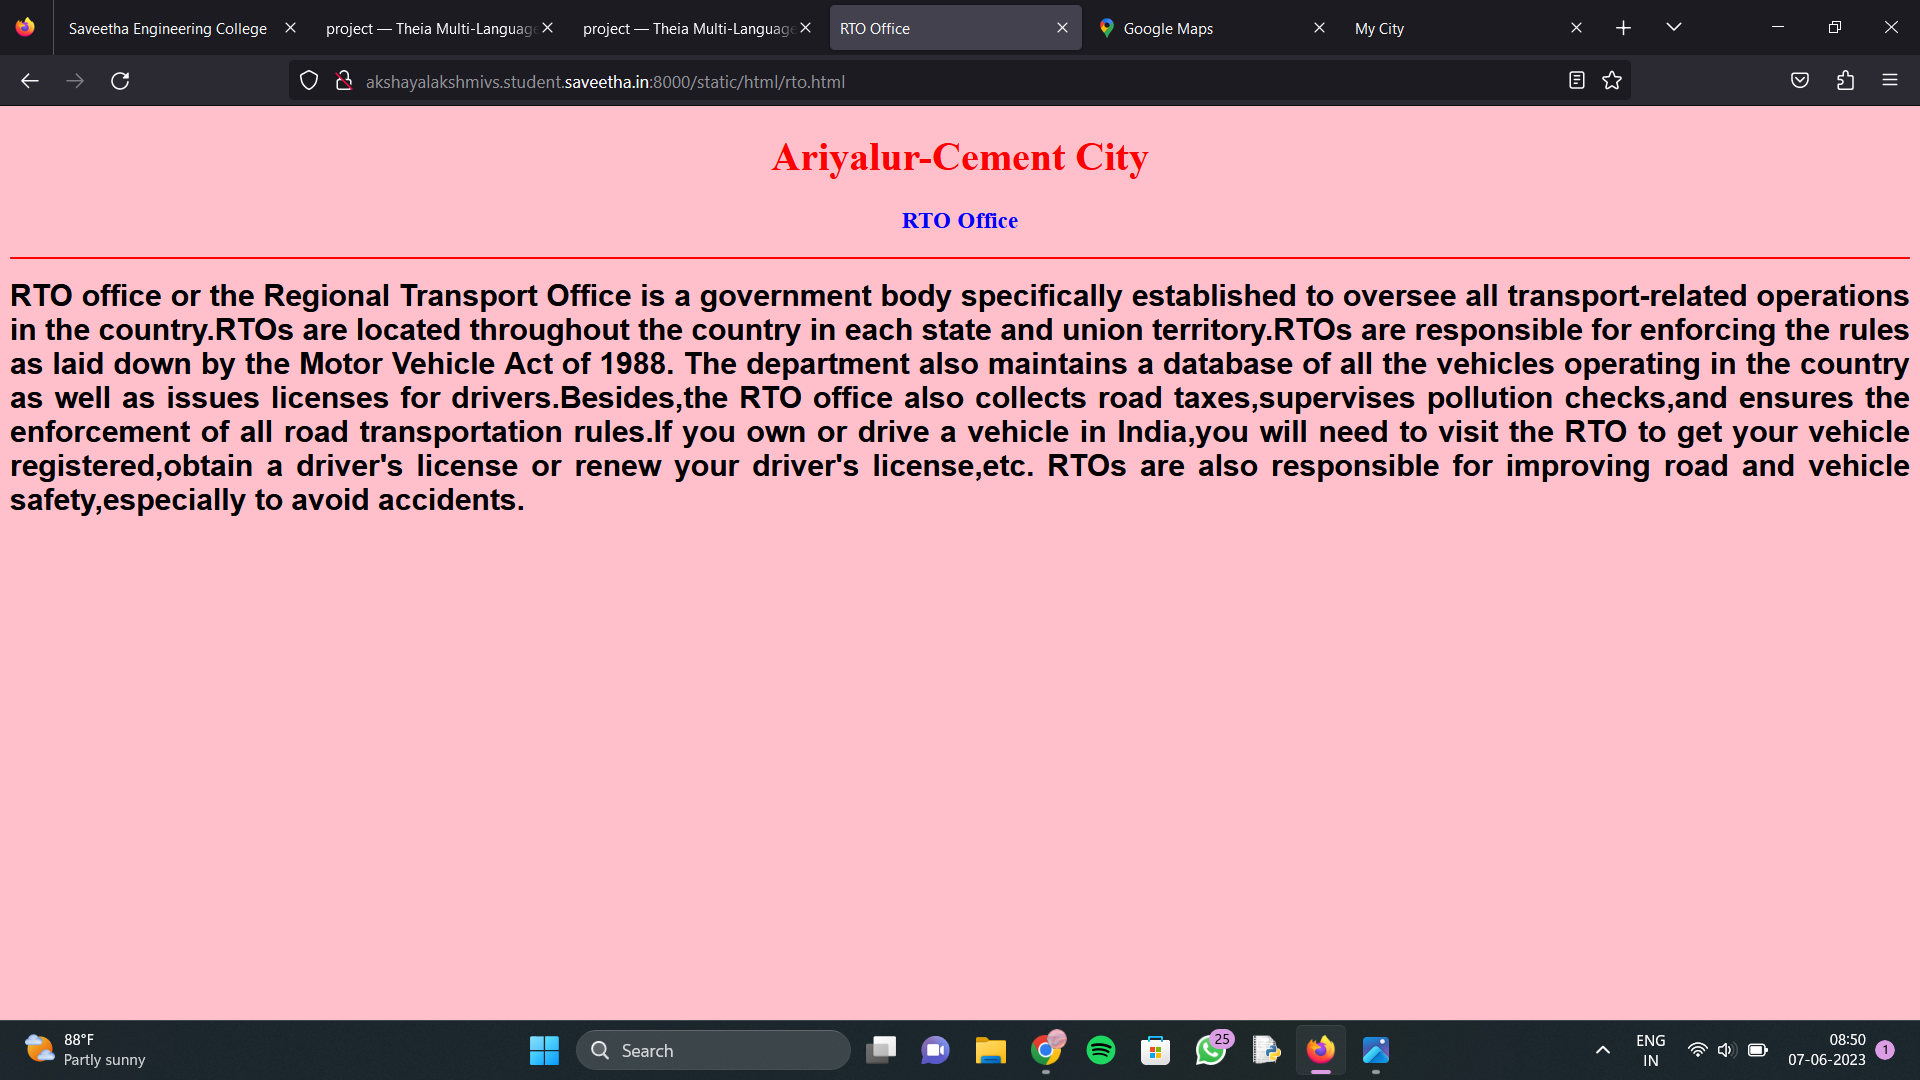 Saveetha Engineering College
project — Theia Multi-Language
project — Theia Multi-Language
RTO Office
Google Maps
My City
akshayalakshmivs.student.saveetha.in:8000/static/html/rto.html
Ariyalur-Cement City
RTO Office
RTO office or the Regional Transport Office is a government body specifically established to oversee all transport-related operations
in the country.RTOs are located throughout the country in each state and union territory.RTOs are responsible for enforcing the rules
as laid down by the Motor Vehicle Act of 1988. The department also maintains a database of all the vehicles operating in the country
as well as issues licenses for drivers.Besides,the RTO office also collects road taxes,supervises pollution checks,and ensures the
enforcement of all road transportation rules.If you own or drive a vehicle in India,you will need to visit the RTO to get your vehicle
registered,obtain a driver's license or renew your driver's license,etc. RTOs are also responsible for improving road and vehicle
safety,especially to avoid accidents.
88°F
Partly sunny
Search
25
ENG
IN
08:50
07-06-2023
1